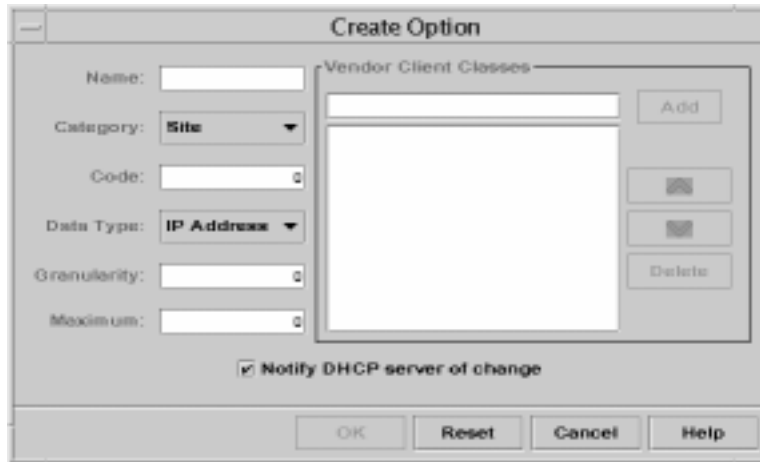 Create Option
Name:
Category: Site
Code: 0
Data Type: IP Address
Granularity: 0
Maximum: 0
Vendor Client Classes
Add
Delete
Notify DHCP server of change
OK Reset Cancel Help